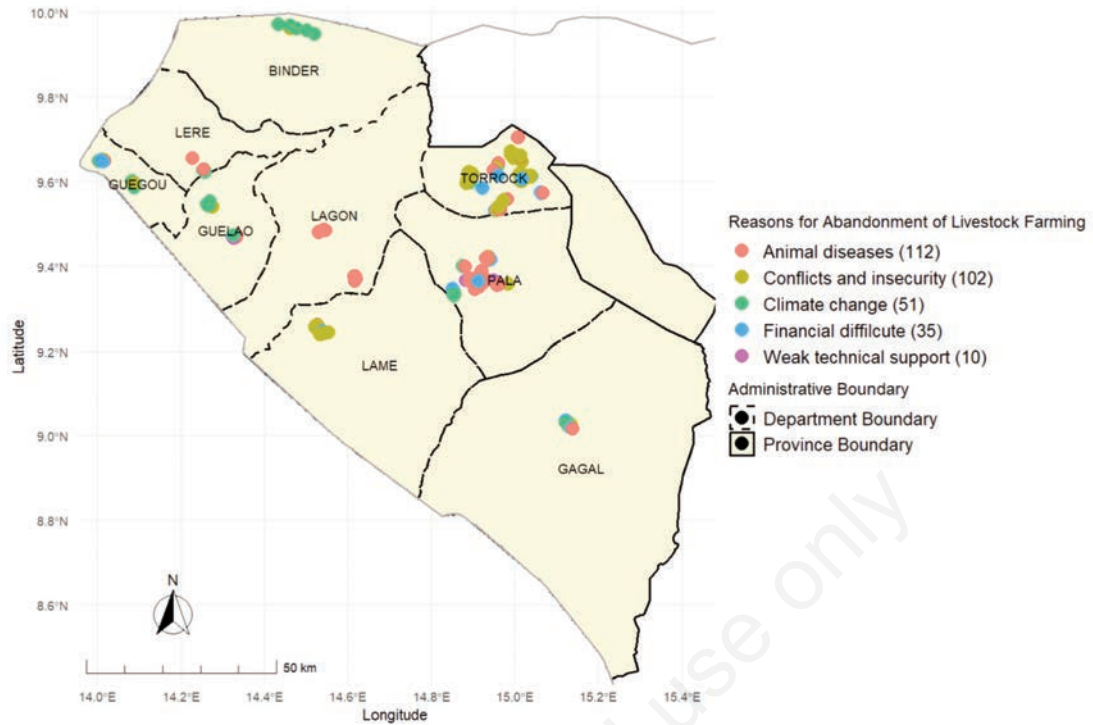 10.0°N
9.8°N
9.6°N
9.4°N
9.2°N
9.0°N
8.8°N
8.6°N
Latitude
BINDER
LERE
GUEGOU
TORROCK
LAGON
GUELAO
PALA
LAME
GAGAL
N
50 km
14.0°E 14.2°E 14.4°E 14.6°E 14.8°E 15.0°E 15.2°E 15.4°E
Longitude
Reasons for Abandonment of Livestock Farming
Animal diseases (112)
Conflicts and insecurity (102)
Climate change (51)
Financial diffilcute (35)
Weak technical support (10)
Administrative Boundary
Department Boundary
Province Boundary
use only